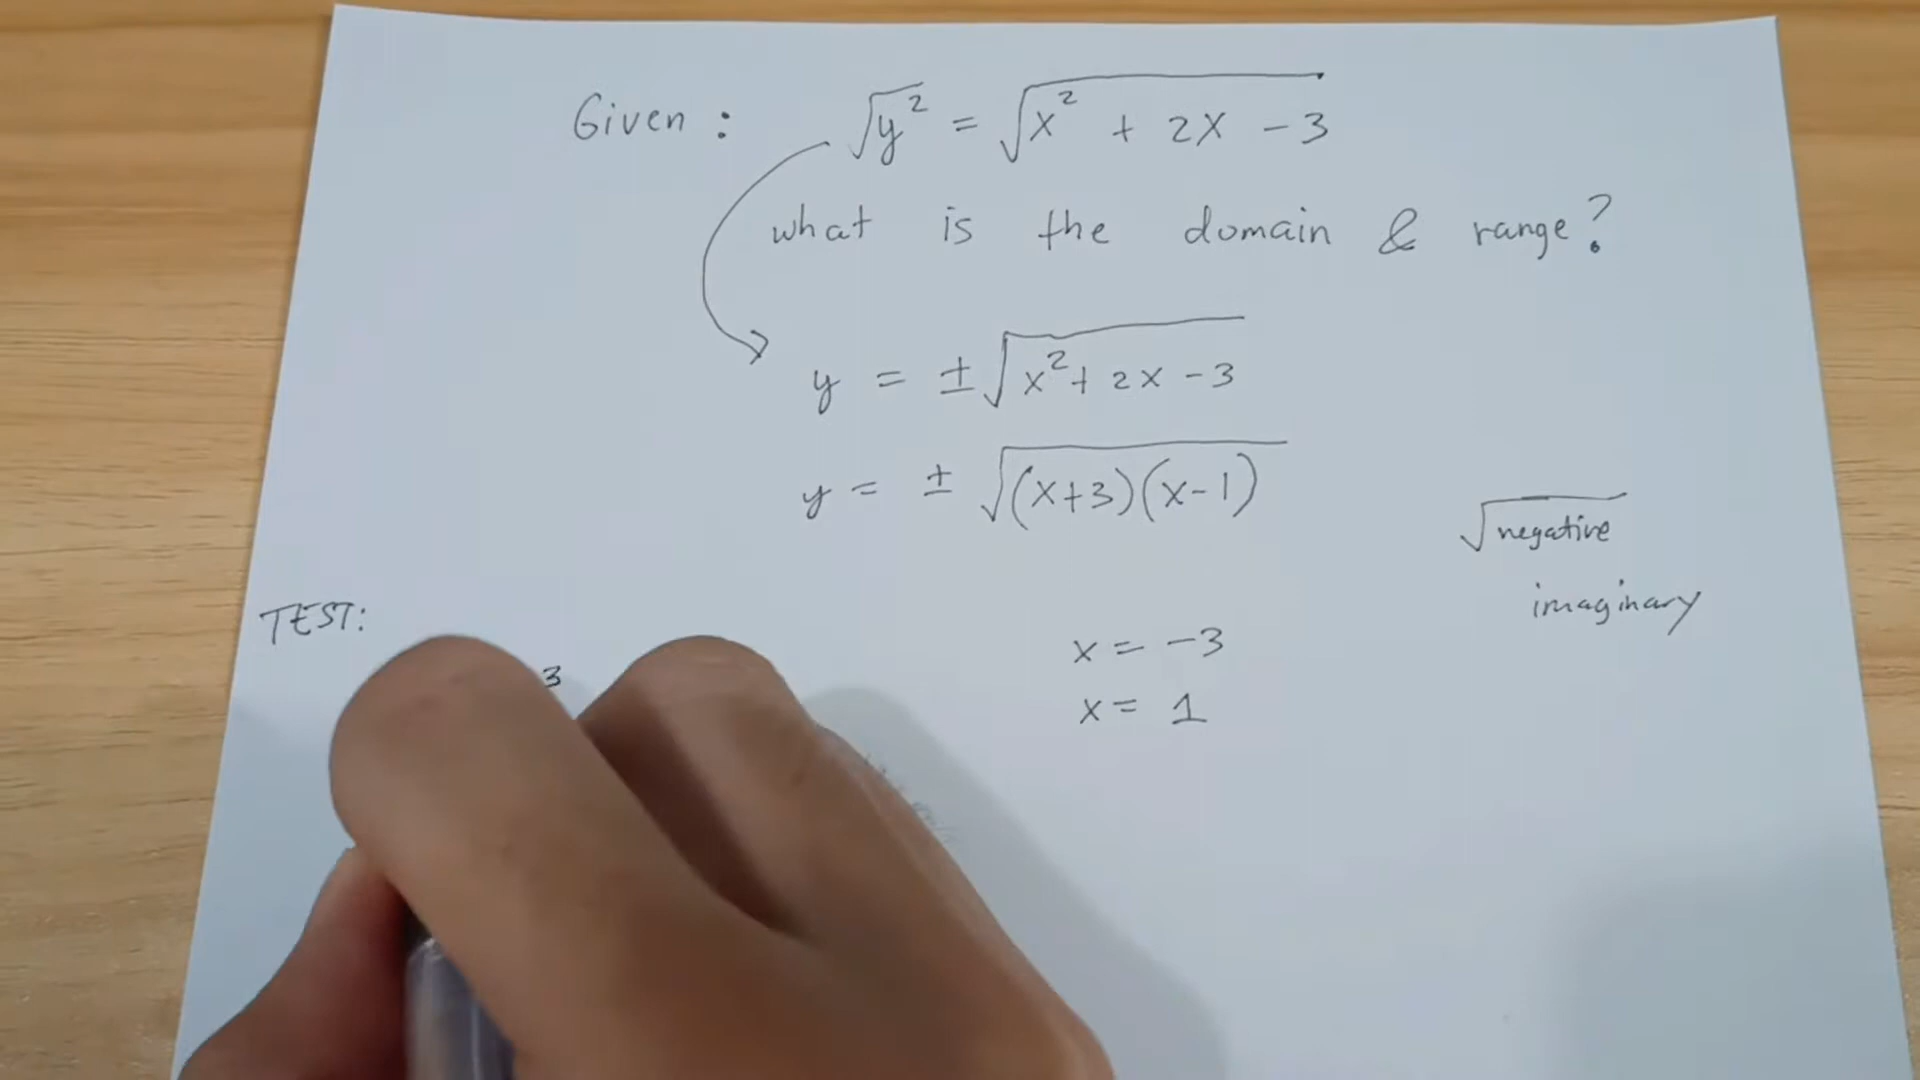 Given : √y² = √x² + 2x - 3
what is the domain & range?
y = ±√x² + 2x - 3
y = ± √(x+3)(x-1)
√negative
imaginary
TEST:
x = -3
3
x = 1